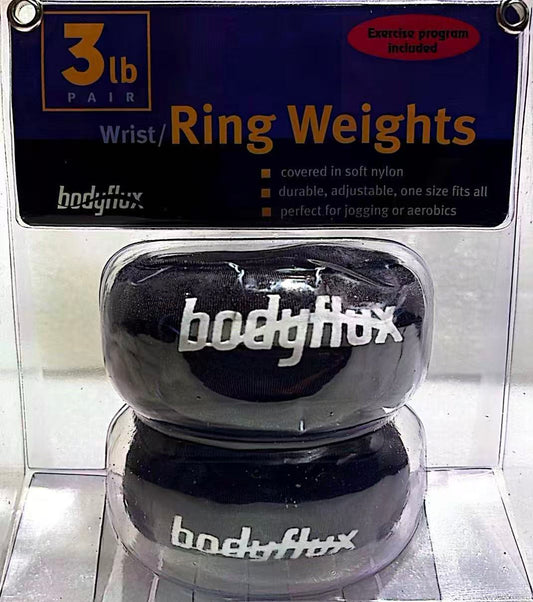 3lb
PAIR
Exercise program
included
Wrist/Ring Weights
covered in soft nylon
durable, adjustable, one size fits all
perfect for jogging or aerobics
bodyflux
bodyflux
bodyflux